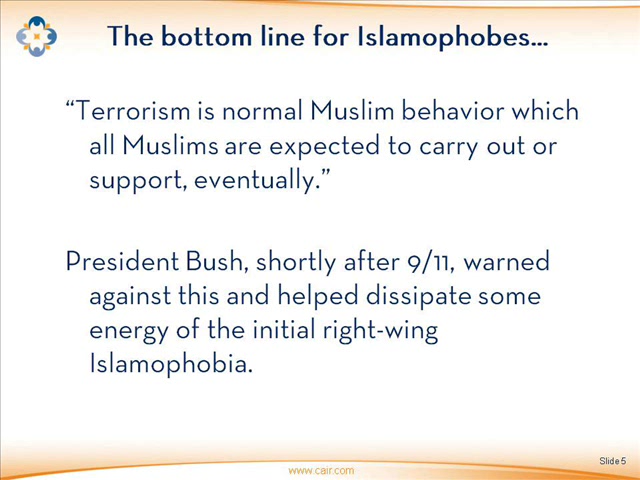 The bottom line for Islamophobes...
“Terrorism is normal Muslim behavior which
all Muslims are expected to carry out or
support, eventually.”
President Bush, shortly after 9/11, warned
against this and helped dissipate some
energy of the initial right-wing
Islamophobia.
Slide 5
www.cair.com